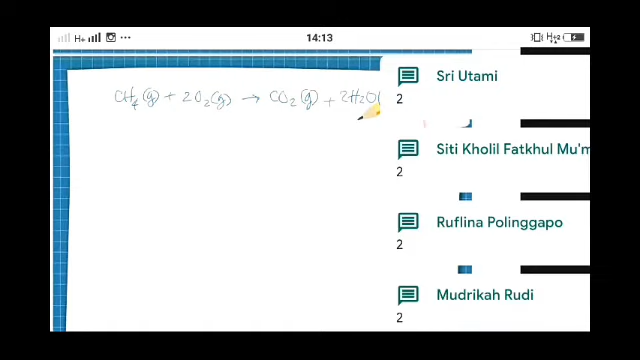 H+ 14:13
CH₄(g) + 2O₂(g) → CO₂(g) + 2H₂O(
Sri Utami
2
Siti Kholil Fatkhul Mu'm
2
Ruflina Polinggapo
2
Mudrikah Rudi
2